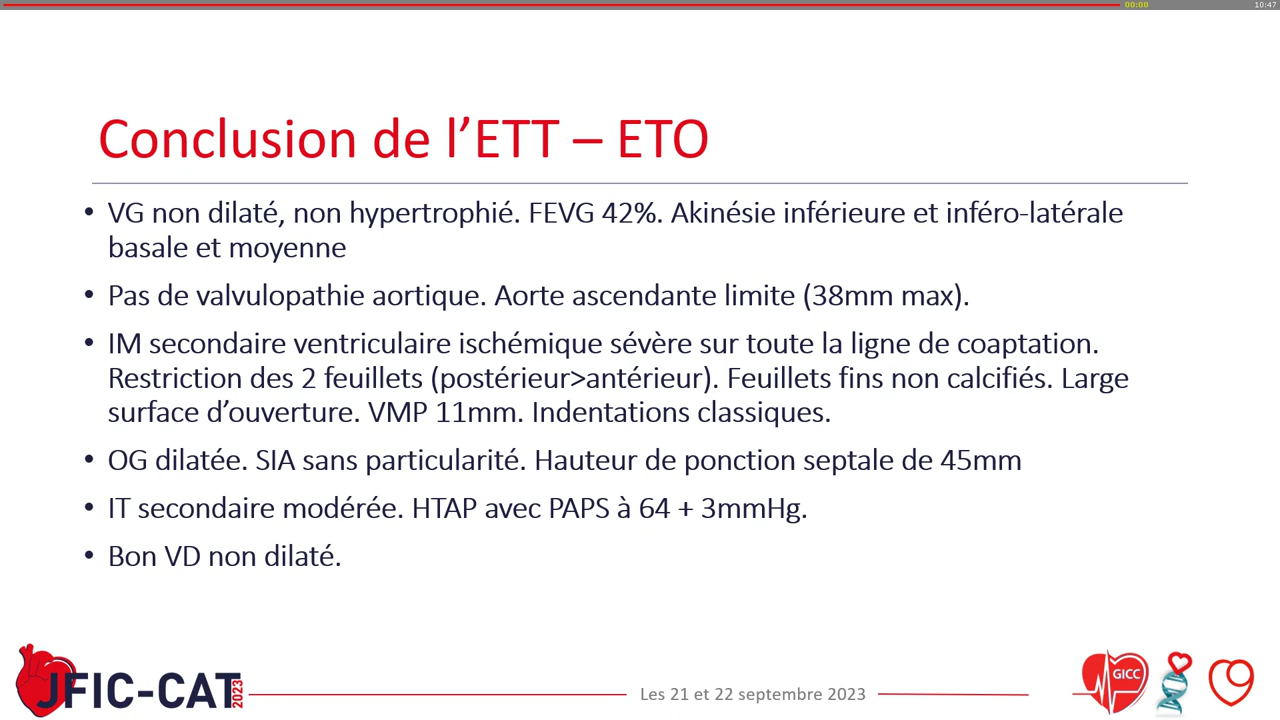 00:00
10:47
Conclusion de l’ETT – ETO
• VG non dilaté, non hypertrophié. FEVG 42%. Akinésie inférieure et inféro-latérale
basale et moyenne
• Pas de valvulopathie aortique. Aorte ascendante limite (38mm max).
• IM secondaire ventriculaire ischémique sévère sur toute la ligne de coaptation.
Restriction des 2 feuillets (postérieur>antérieur). Feuillets fins non calcifiés. Large
surface d’ouverture. VMP 11mm. Indentations classiques.
• OG dilatée. SIA sans particularité. Hauteur de ponction septale de 45mm
• IT secondaire modérée. HTAP avec PAPS à 64 + 3mmHg.
• Bon VD non dilaté.
JFIC-CAT
2023
Les 21 et 22 septembre 2023
GICC